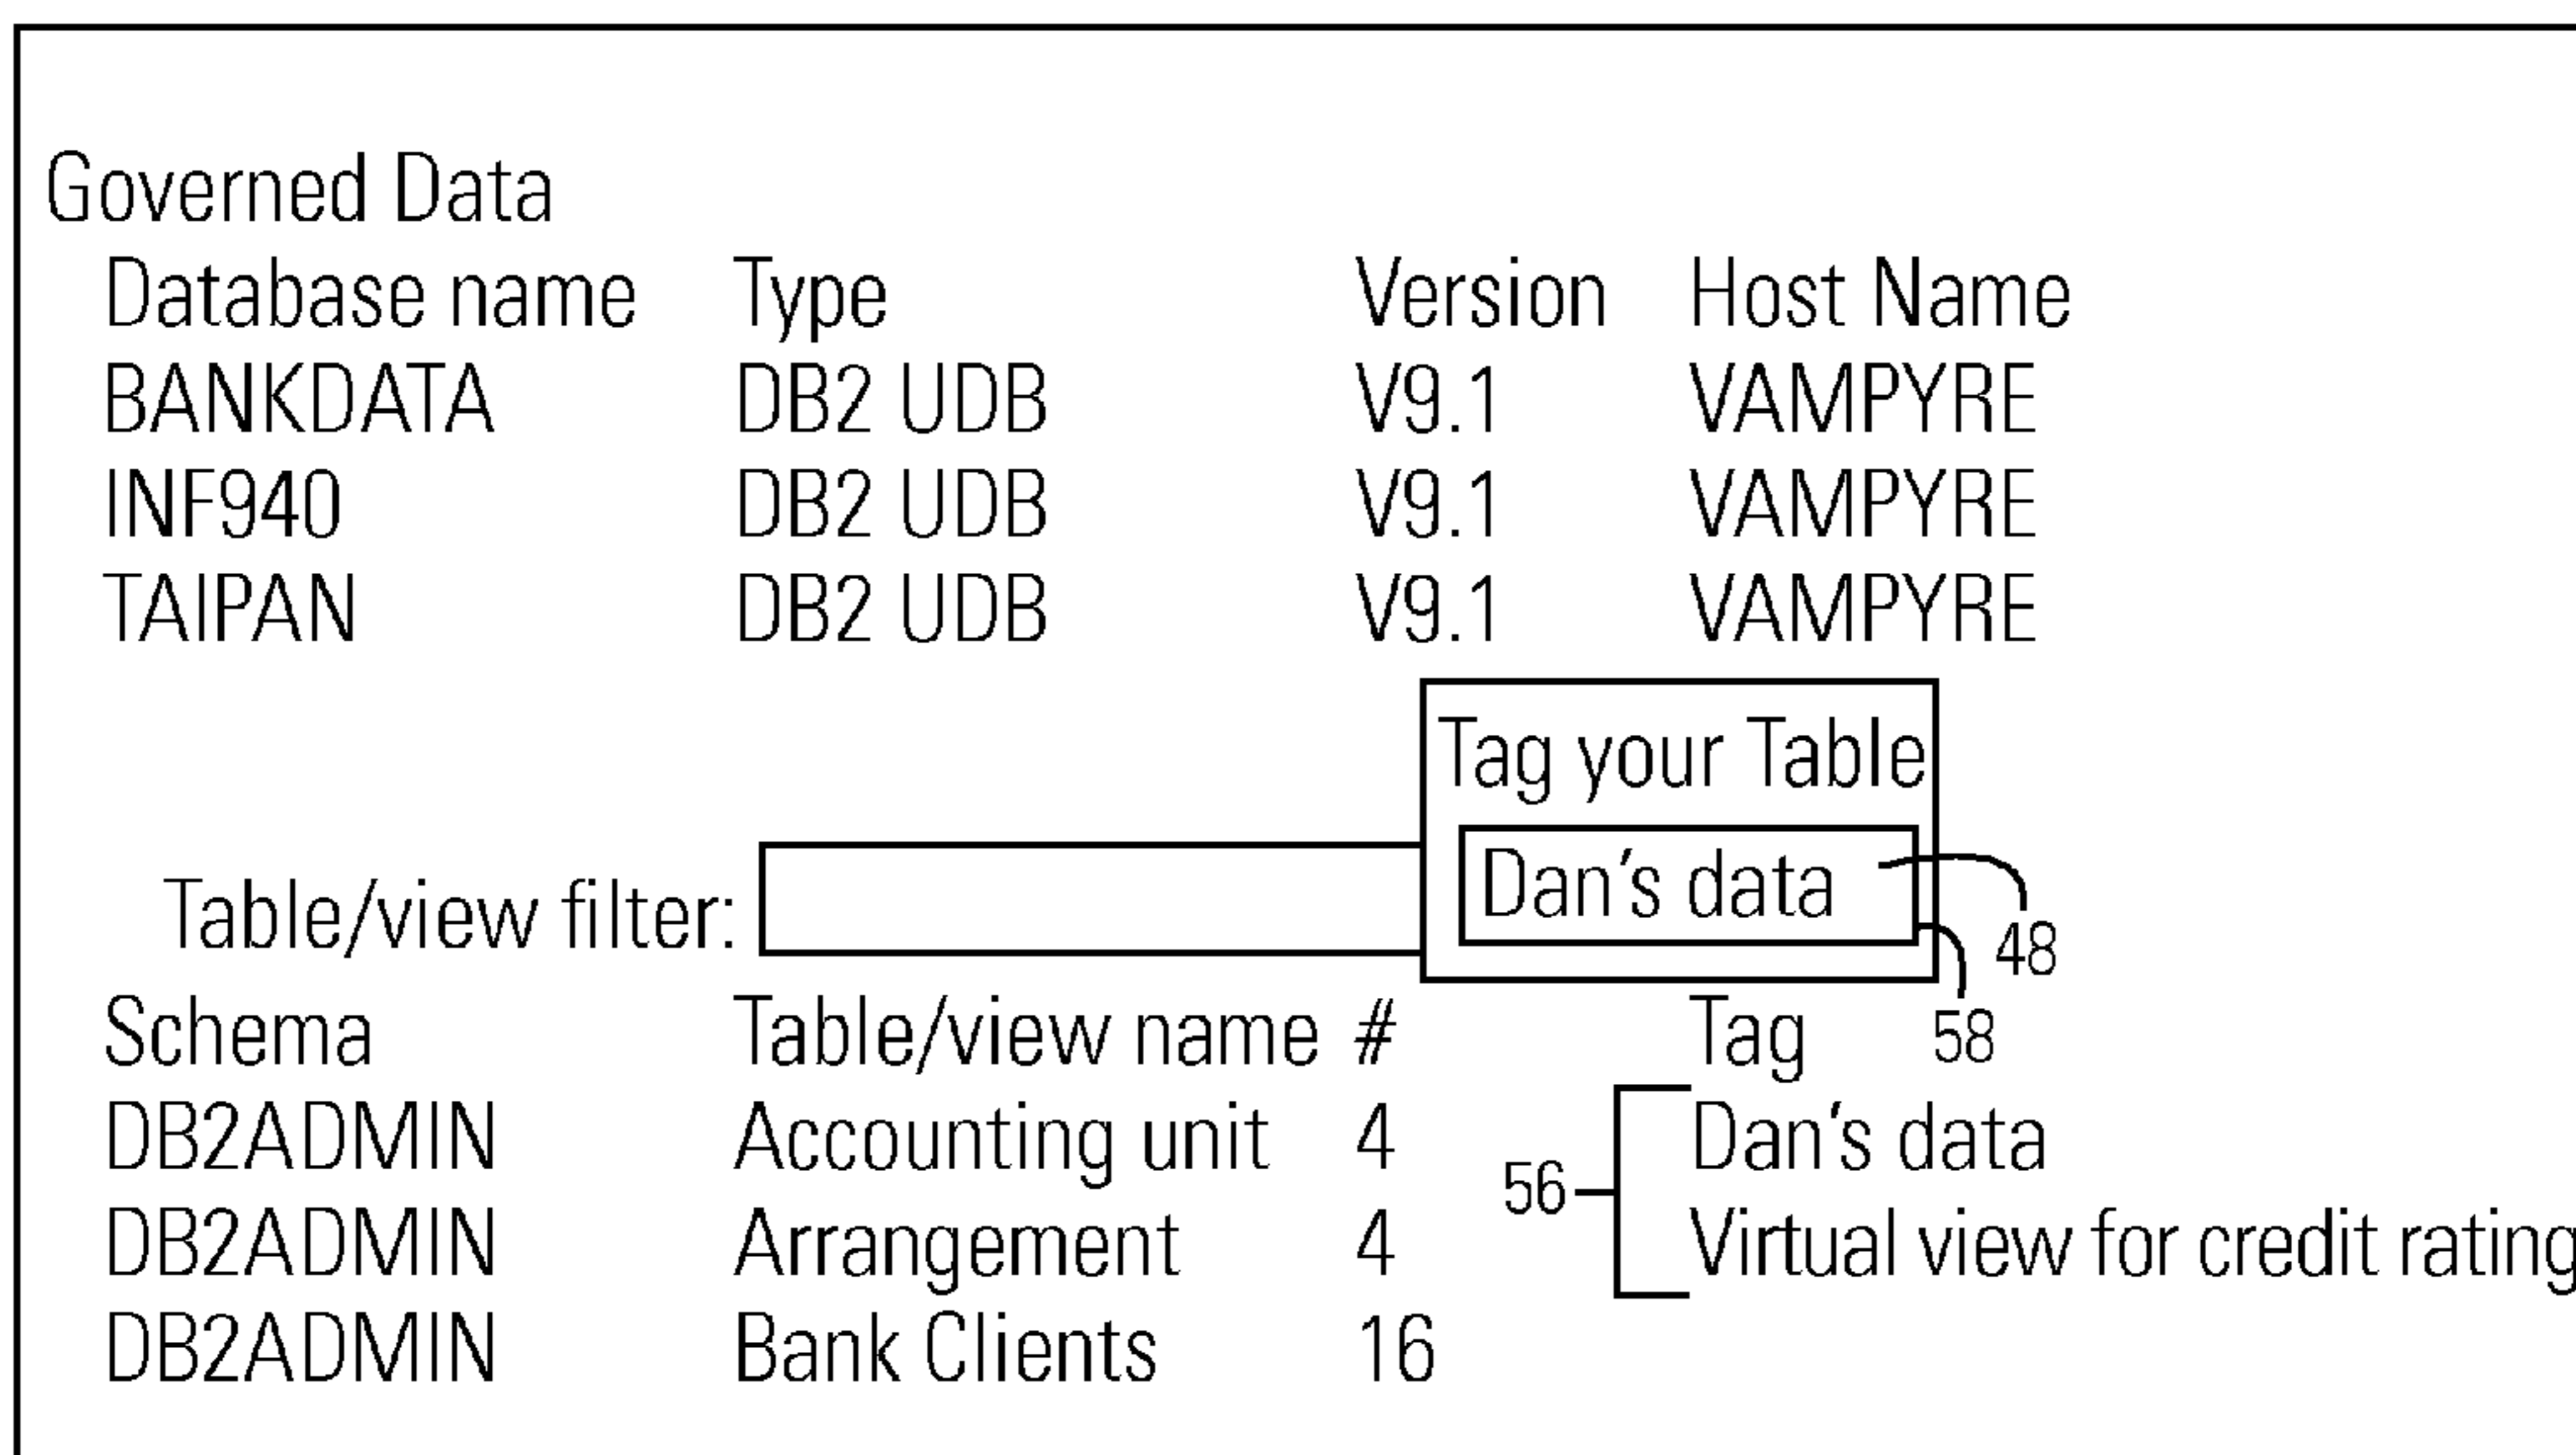 Governed Data
Database name Type Version Host Name
BANKDATA DB2 UDB V9.1 VAMPYRE
INF940 DB2 UDB V9.1 VAMPYRE
TAIPAN DB2 UDB V9.1 VAMPYRE
Tag your Table
Dan's data
Table/view filter:
48
58
Schema Table/view name # Tag
DB2ADMIN Accounting unit 4 Dan's data
56
DB2ADMIN Arrangement 4 Virtual view for credit rating
DB2ADMIN Bank Clients 16